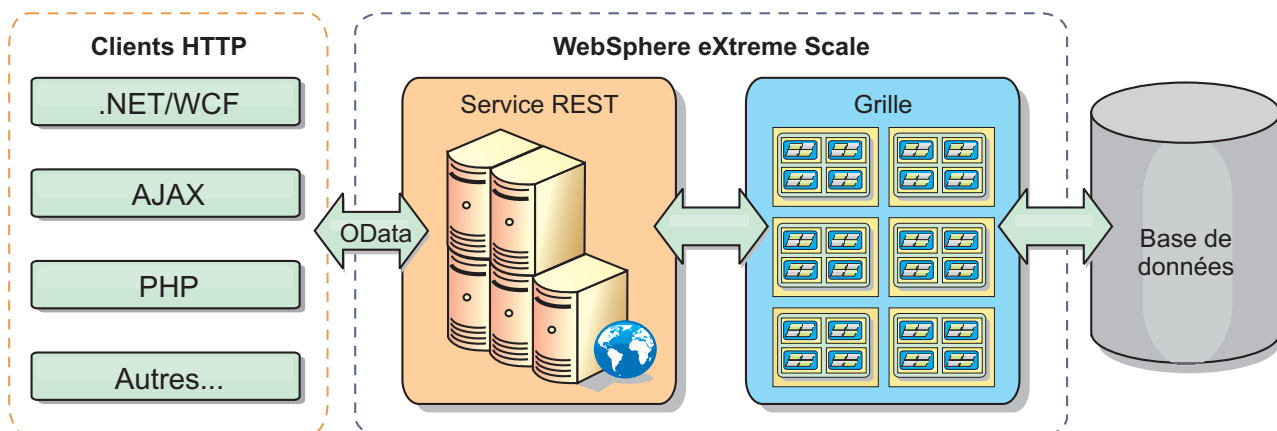 Clients HTTP
.NET/WCF
AJAX
PHP
Autres...
OData
WebSphere eXtreme Scale
Service REST
Grille
Base de
données